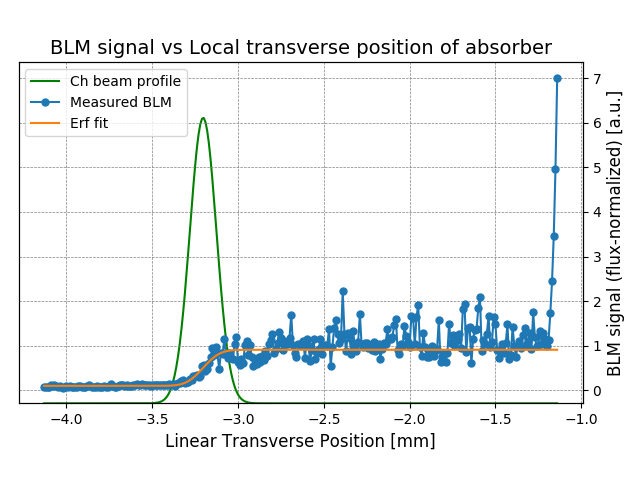 BLM signal vs Local transverse position of absorber
Ch beam profile
Measured BLM
Erf fit
7
6
5
4
3
2
1
0
BLM signal (flux-normalized) [a.u.]
−4.0 −3.5 −3.0 −2.5 −2.0 −1.5 −1.0
Linear Transverse Position [mm]